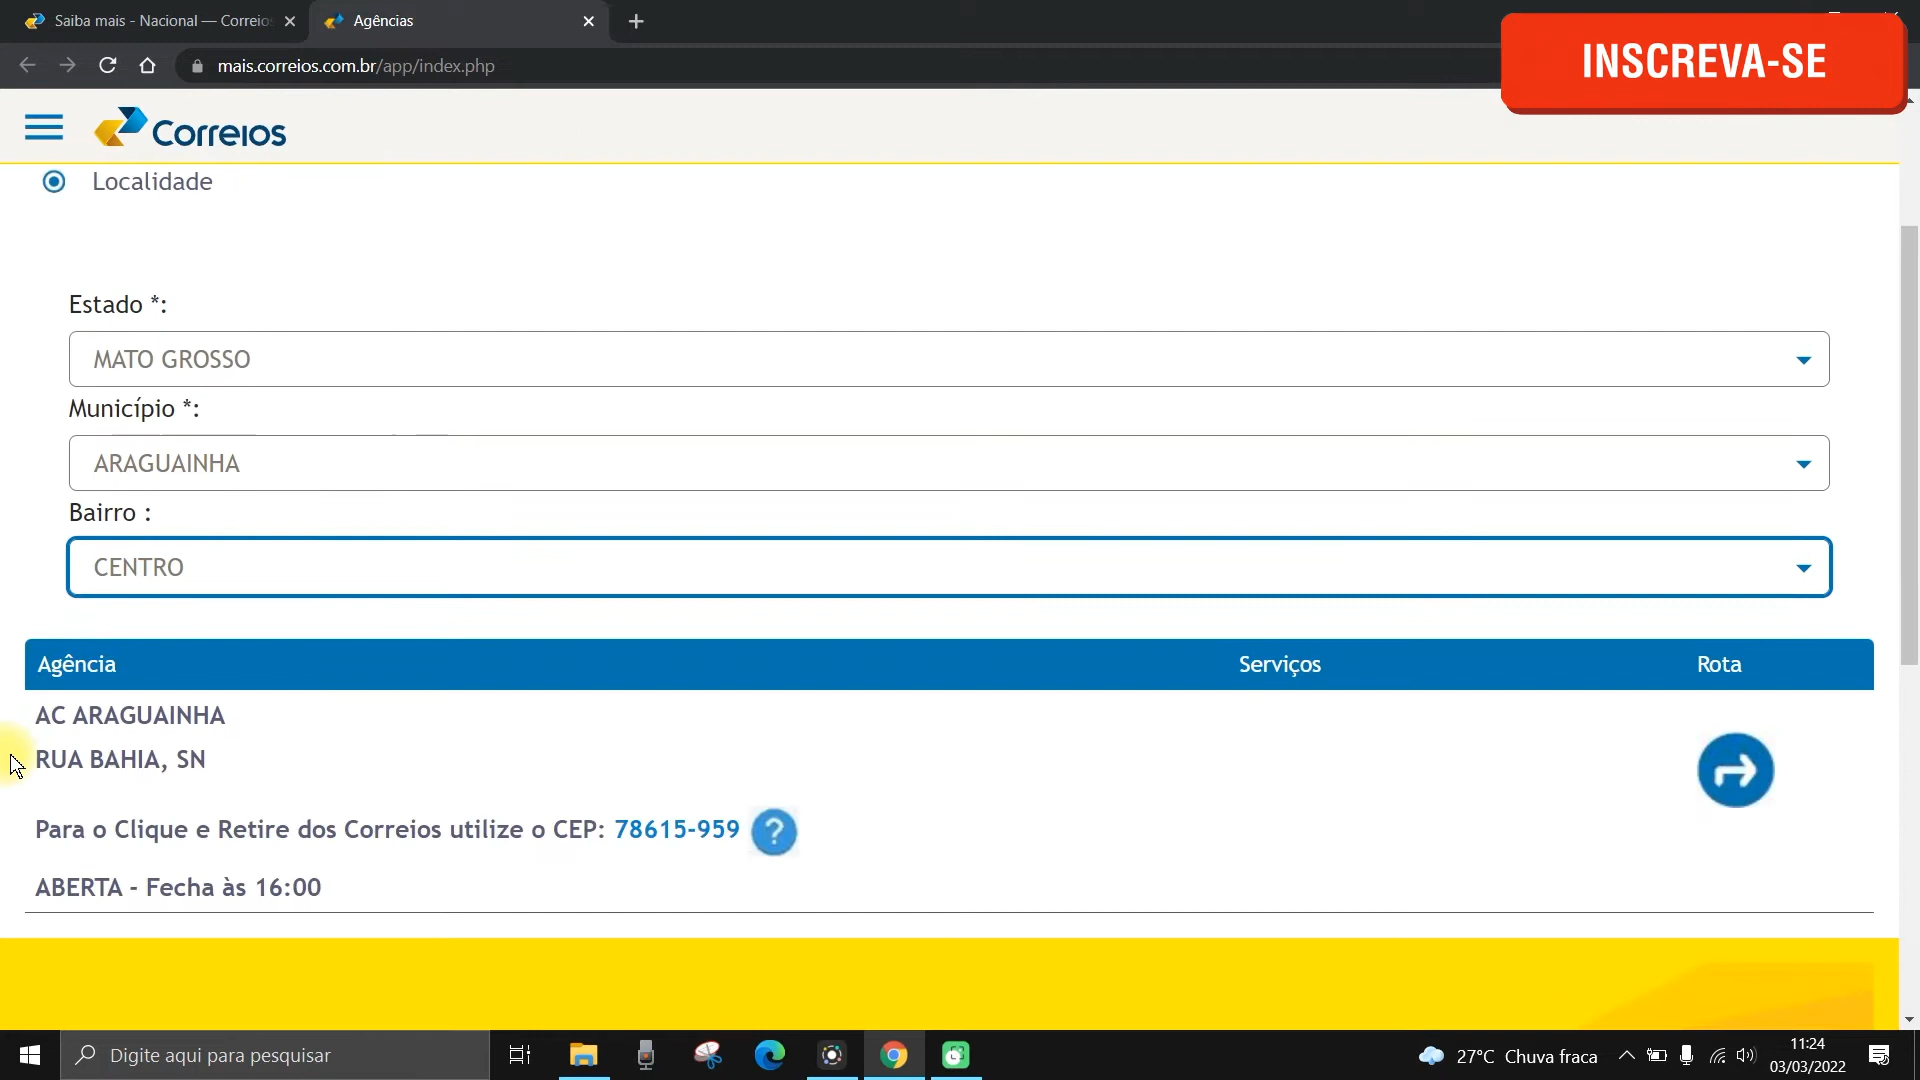 Saiba mais - Nacional — Correio
Agências
mais.correios.com.br/app/index.php
INSCREVA-SE
Correios
Localidade
Estado *:
MATO GROSSO
Município *:
ARAGUAINHA
Bairro :
CENTRO
Agência Serviços Rota
AC ARAGUAINHA
RUA BAHIA, SN
Para o Clique e Retire dos Correios utilize o CEP: 78615-959 ?
ABERTA - Fecha às 16:00
Digite aqui para pesquisar
27°C Chuva fraca
11:24
03/03/2022